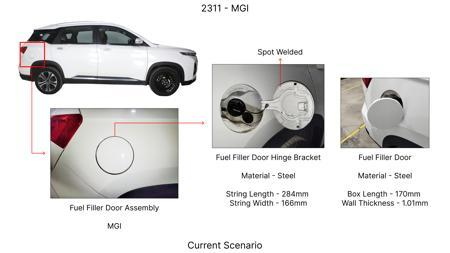 2311 - MGI
Spot Welded
Fuel Filler Door Assembly
MGI
Fuel Filler Door Hinge Bracket
Material - Steel
String Length - 284mm
String Width - 166mm
Fuel Filler Door
Material - Steel
Box Length - 170mm
Wall Thickness - 1.01mm
Current Scenario